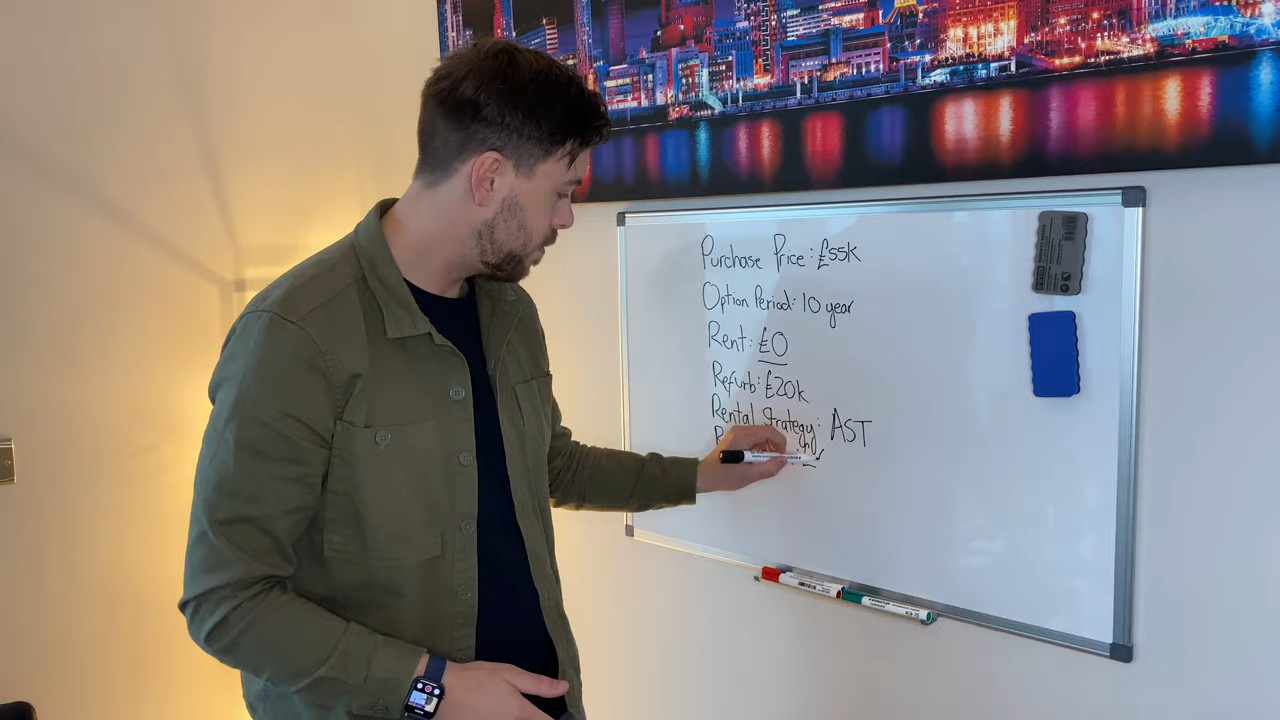 Purchase Price: £55K
Option Period: 10 year
Rent: £0
Refurb: £20k
Rental Strategy: AST